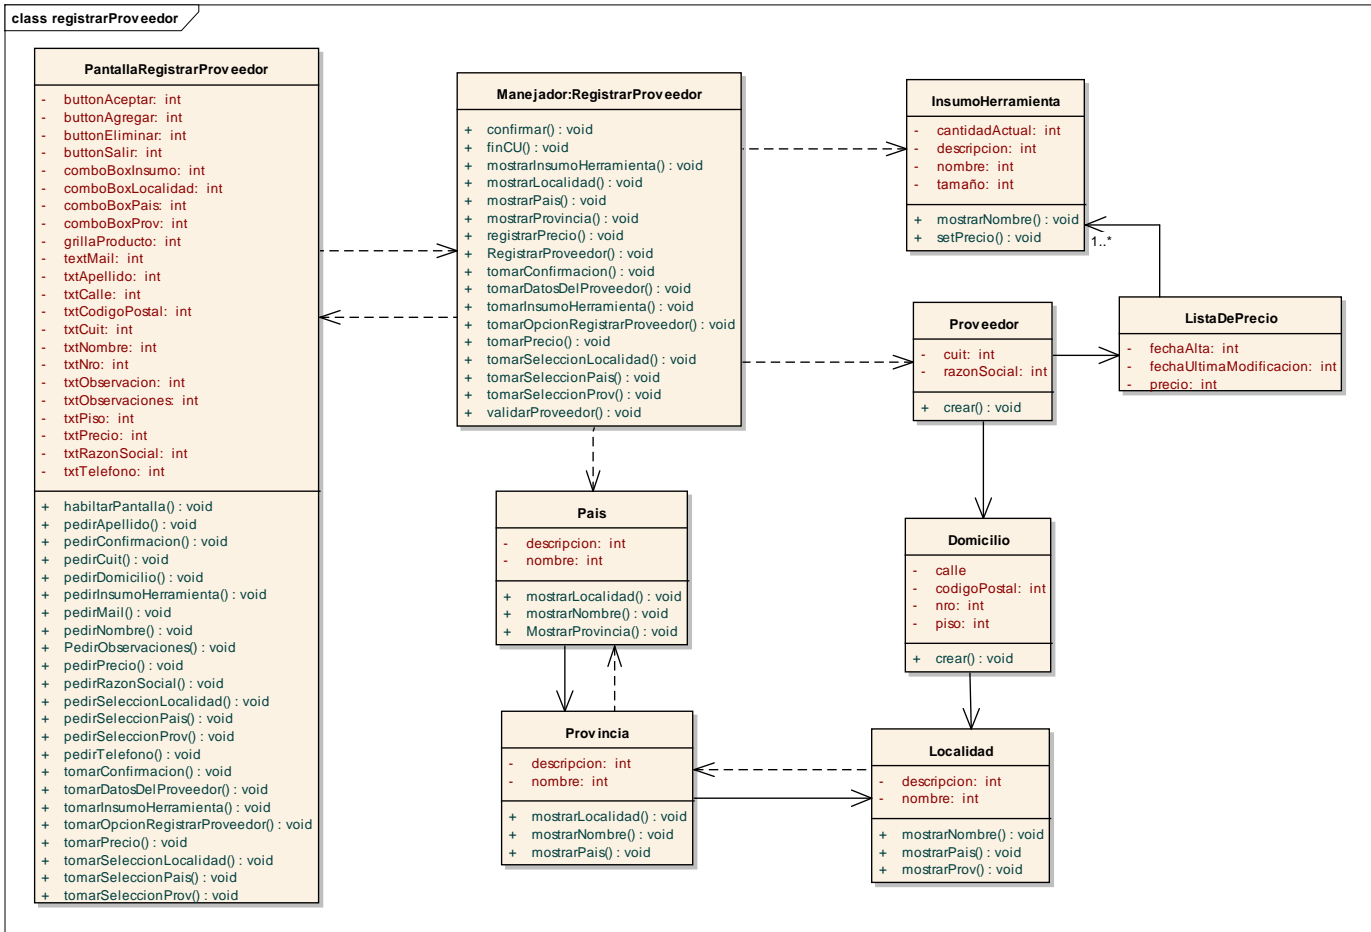 class registrarProveedor
PantallaRegistrarProveedor
- buttonAceptar: int
- buttonAgregar: int
- buttonEliminar: int
- buttonSalir: int
- comboBoxInsumo: int
- comboBoxLocalidad: int
- comboBoxPais: int
- comboBoxProv: int
- grillaProducto: int
- textMail: int
- txtApellido: int
- txtCalle: int
- txtCodigoPostal: int
- txtCuit: int
- txtNombre: int
- txtNro: int
- txtObservacion: int
- txtObservaciones: int
- txtPiso: int
- txtPrecio: int
- txtRazonSocial: int
- txtTelefono: int
+ habiltarPantalla() : void
+ pedirApellido() : void
+ pedirConfirmacion() : void
+ pedirCuit() : void
+ pedirDomicilio() : void
+ pedirInsumoHerramienta() : void
+ pedirMail() : void
+ pedirNombre() : void
+ PedirObservaciones() : void
+ pedirPrecio() : void
+ pedirRazonSocial() : void
+ pedirSeleccionLocalidad() : void
+ pedirSeleccionPais() : void
+ pedirSeleccionProv() : void
+ pedirTelefono() : void
+ tomarConfirmacion() : void
+ tomarDatosDelProveedor() : void
+ tomarInsumoHerramienta() : void
+ tomarOpcionRegistrarProveedor() : void
+ tomarPrecio() : void
+ tomarSeleccionLocalidad() : void
+ tomarSeleccionPais() : void
+ tomarSeleccionProv() : void
Manejador:RegistrarProveedor
+ confirmar() : void
+ finCU() : void
+ mostrarInsumoHerramienta() : void
+ mostrarLocalidad() : void
+ mostrarPais() : void
+ mostrarProvincia() : void
+ registrarPrecio() : void
+ RegistrarProveedor() : void
+ tomarConfirmacion() : void
+ tomarDatosDelProveedor() : void
+ tomarInsumoHerramienta() : void
+ tomarOpcionRegistrarProveedor() : void
+ tomarPrecio() : void
+ tomarSeleccionLocalidad() : void
+ tomarSeleccionPais() : void
+ tomarSeleccionProv() : void
+ validarProveedor() : void
InsumoHerramienta
- cantidadActual: int
- descripcion: int
- nombre: int
- tamaño: int
+ mostrarNombre() : void
+ setPrecio() : void
1..*
ListaDePrecio
- fechaAlta: int
- fechaUltimaModificacion: int
- precio: int
Proveedor
- cuit: int
- razonSocial: int
+ crear() : void
Pais
- descripcion: int
- nombre: int
+ mostrarLocalidad() : void
+ mostrarNombre() : void
+ MostrarProvincia() : void
Domicilio
- calle
- codigoPostal: int
- nro: int
- piso: int
+ crear() : void
Provincia
- descripcion: int
- nombre: int
+ mostrarLocalidad() : void
+ mostrarNombre() : void
+ mostrarPais() : void
Localidad
- descripcion: int
- nombre: int
+ mostrarNombre() : void
+ mostrarPais() : void
+ mostrarProv() : void